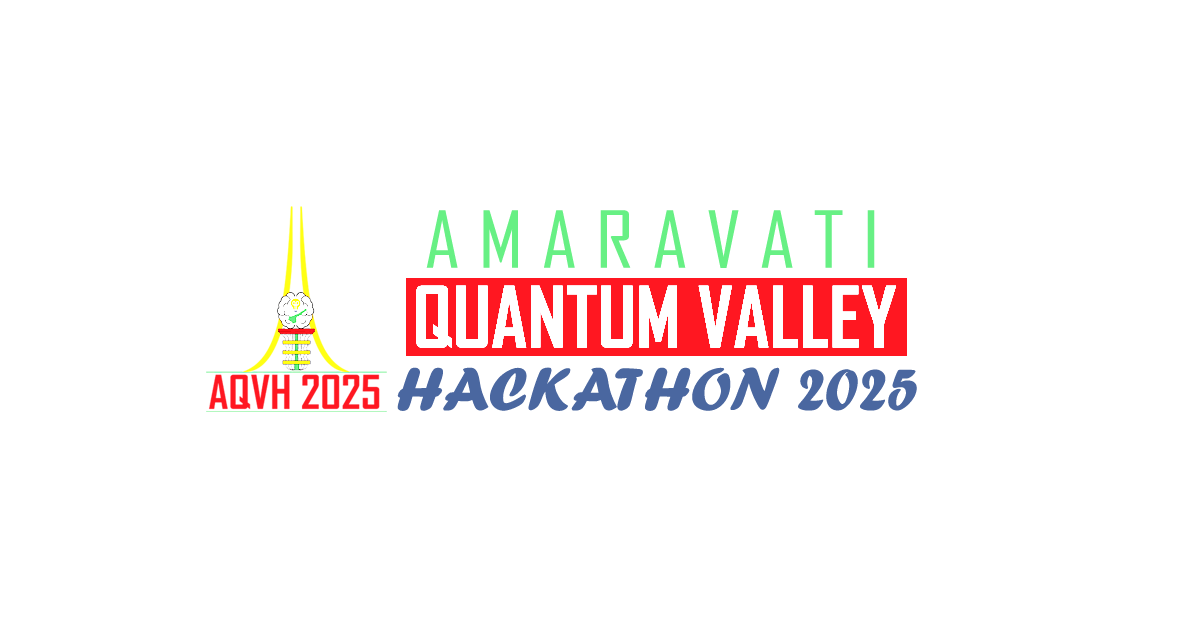 AMARAVATI
QUANTUM VALLEY
AQVH 2025
HACKATHON 2025